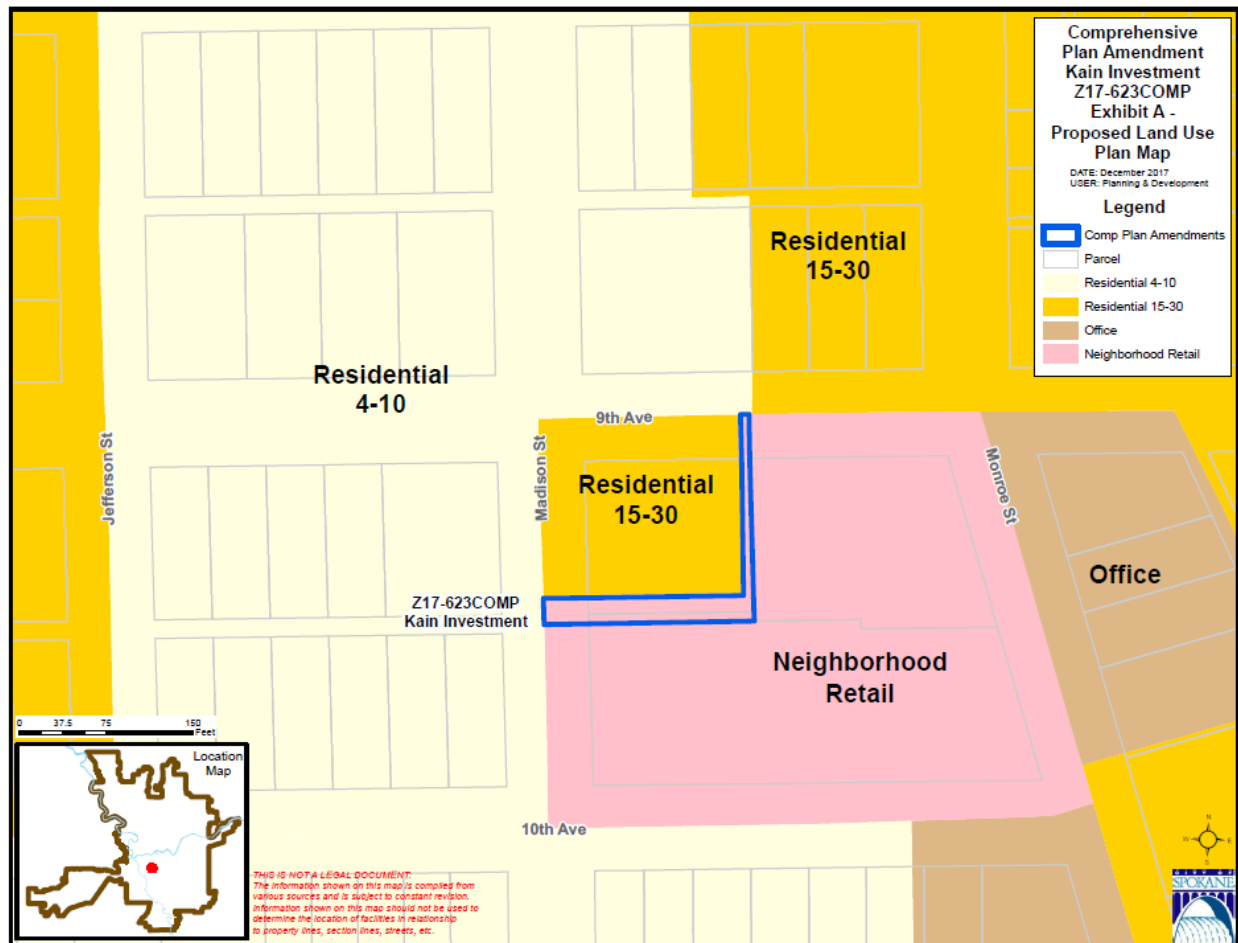 Comprehensive
Plan Amendment
Kain Investment
Z17-623COMP
Exhibit A -
Proposed Land Use
Plan Map
DATE: December 2017
USER: Planning & Development
Legend
Comp Plan Amendments
Parcel
Residential 4-10
Residential 15-30
Office
Neighborhood Retail
Residential
15-30
Residential
4-10
9th Ave
Jefferson St
Madison St
Monroe St
Residential
15-30
Office
Z17-623COMP
Kain Investment
Neighborhood
Retail
0 37.5 75 150
Feet
Location
Map
10th Ave
THIS IS NOT A LEGAL DOCUMENT:
The information shown on this map is compiled from
various sources and is subject to constant revision.
Information shown on this map should not be used to
determine the location of facilities in relationship
to property lines, section lines, streets, etc.
N
W E
S
CITY OF
SPOKANE